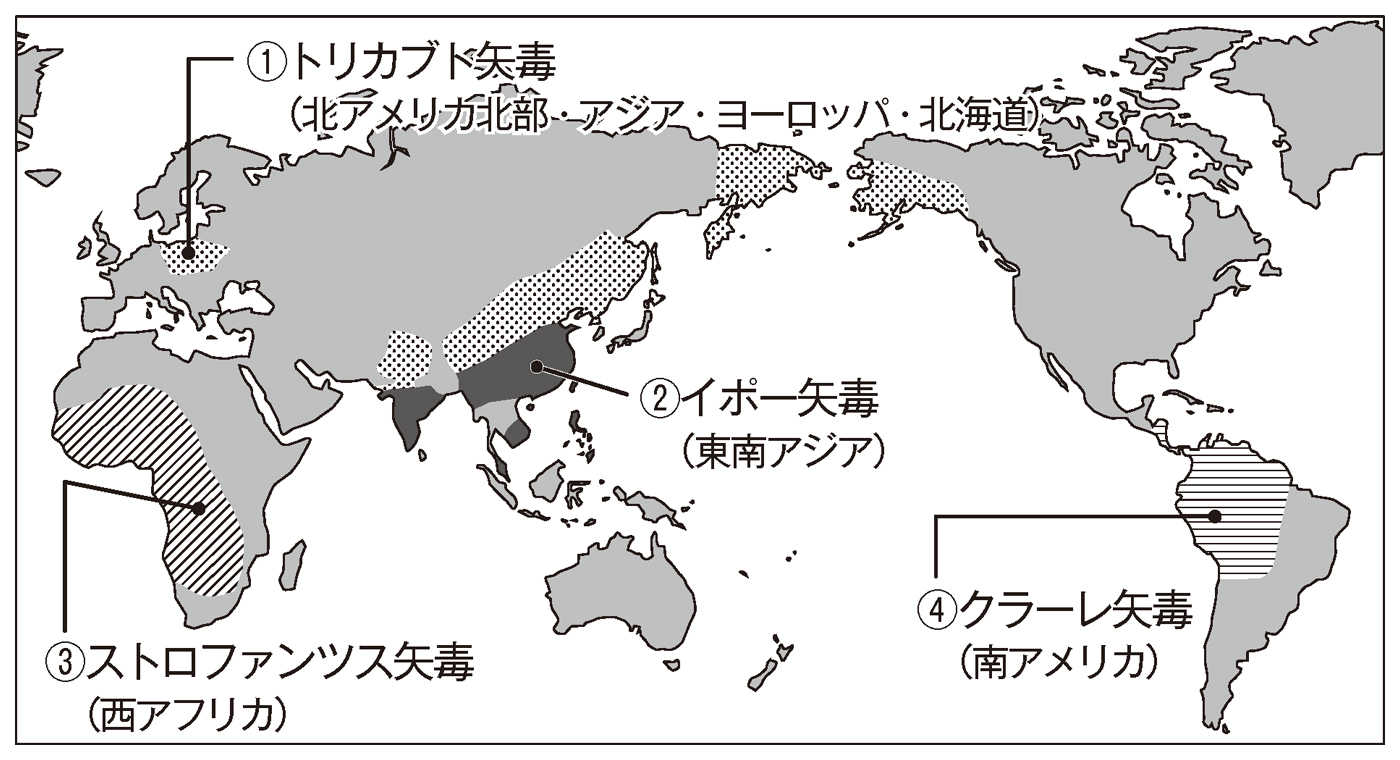 ①トリカブト矢毒
（北アメリカ北部・アジア・ヨーロッパ・北海道）
②イポー矢毒
（東南アジア）
③ストロファンツス矢毒
（西アフリカ）
④クラーレ矢毒
（南アメリカ）